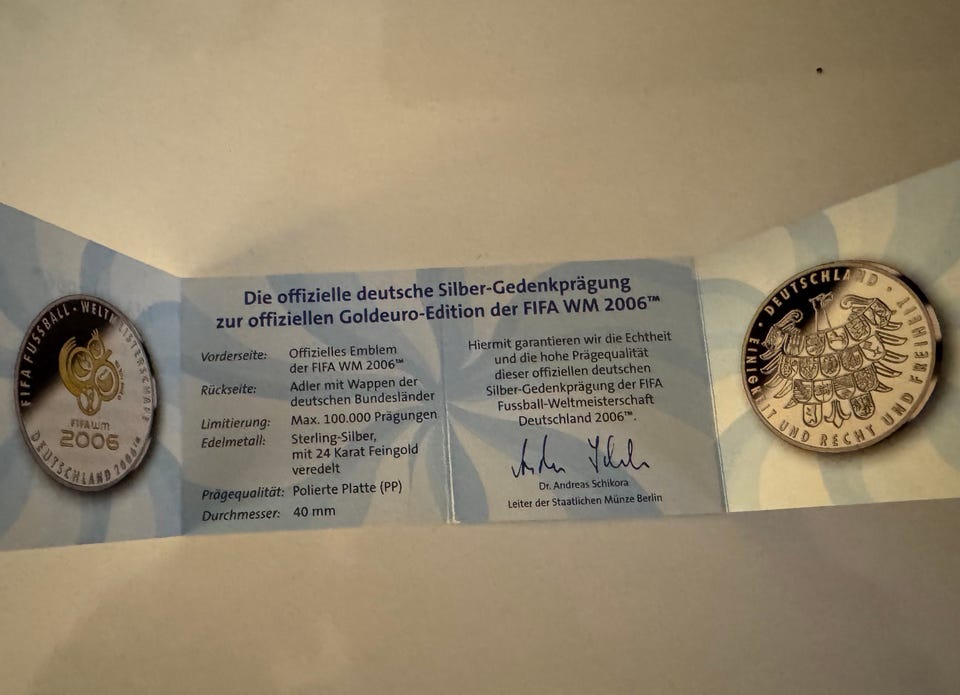 FIFA FUSSBALL · WELTMEISTERSCHAFT
FIFA WM
2006
DEUTSCHLAND 2006
Die offizielle deutsche Silber-Gedenkprägung
zur offiziellen Goldeuro-Edition der FIFA WM 2006™
Vorderseite: Offizielles Emblem
der FIFA WM 2006™
Rückseite: Adler mit Wappen der
deutschen Bundesländer
Limitierung: Max. 100.000 Prägungen
Edelmetall: Sterling-Silber,
mit 24 Karat Feingold
veredelt
Prägequalität: Polierte Platte (PP)
Durchmesser: 40 mm
Hiermit garantieren wir die Echtheit
und die hohe Prägequalität
dieser offiziellen deutschen
Silber-Gedenkprägung der FIFA
Fussball-Weltmeisterschaft
Deutschland 2006™.
Dr. Andreas Schikora
Leiter der Staatlichen Münze Berlin
· DEUTSCHLAND ·
EINIGKEIT UND RECHT UND FREIHEIT